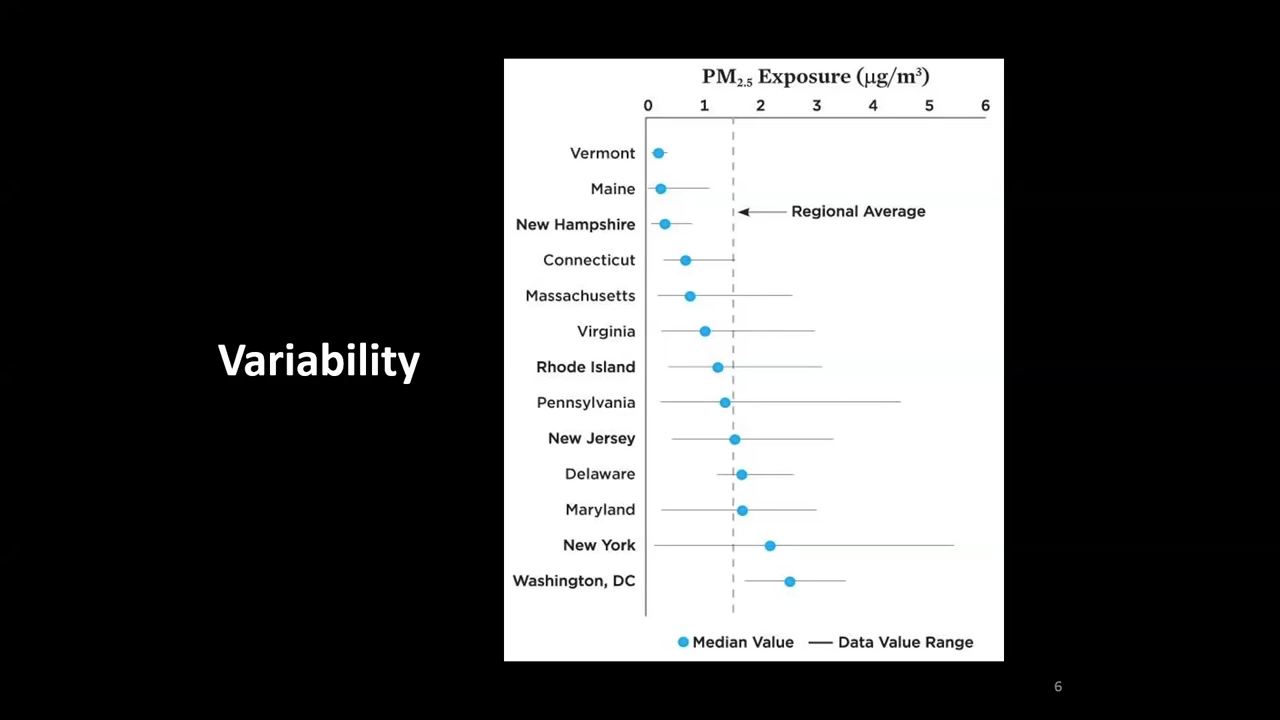 Variability
PM2.5 Exposure (μg/m³)
0 1 2 3 4 5 6
Vermont
Maine
Regional Average
New Hampshire
Connecticut
Massachusetts
Virginia
Rhode Island
Pennsylvania
New Jersey
Delaware
Maryland
New York
Washington, DC
Median Value Data Value Range
6